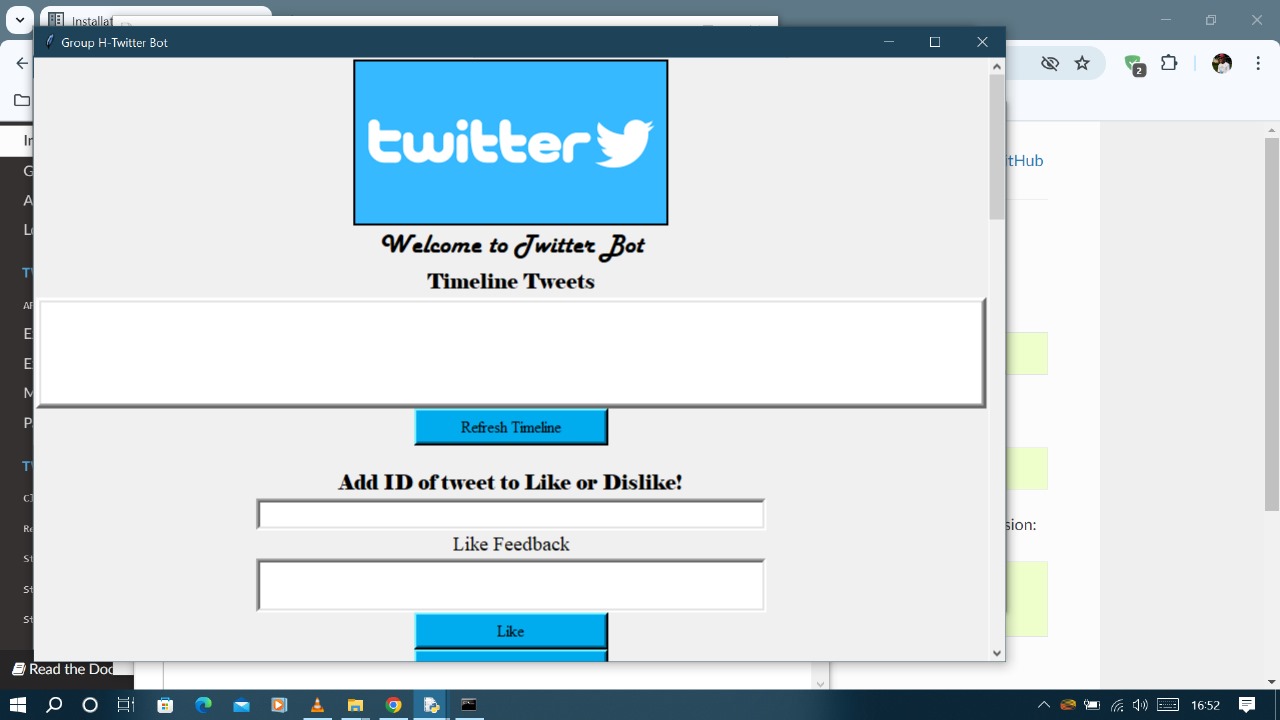 Installat
Group H-Twitter Bot
2
twitter
Welcome to Twitter Bot
Timeline Tweets
Refresh Timeline
Add ID of tweet to Like or Dislike!
Like Feedback
Like
itHub
sion:
Read the Doc
16:52